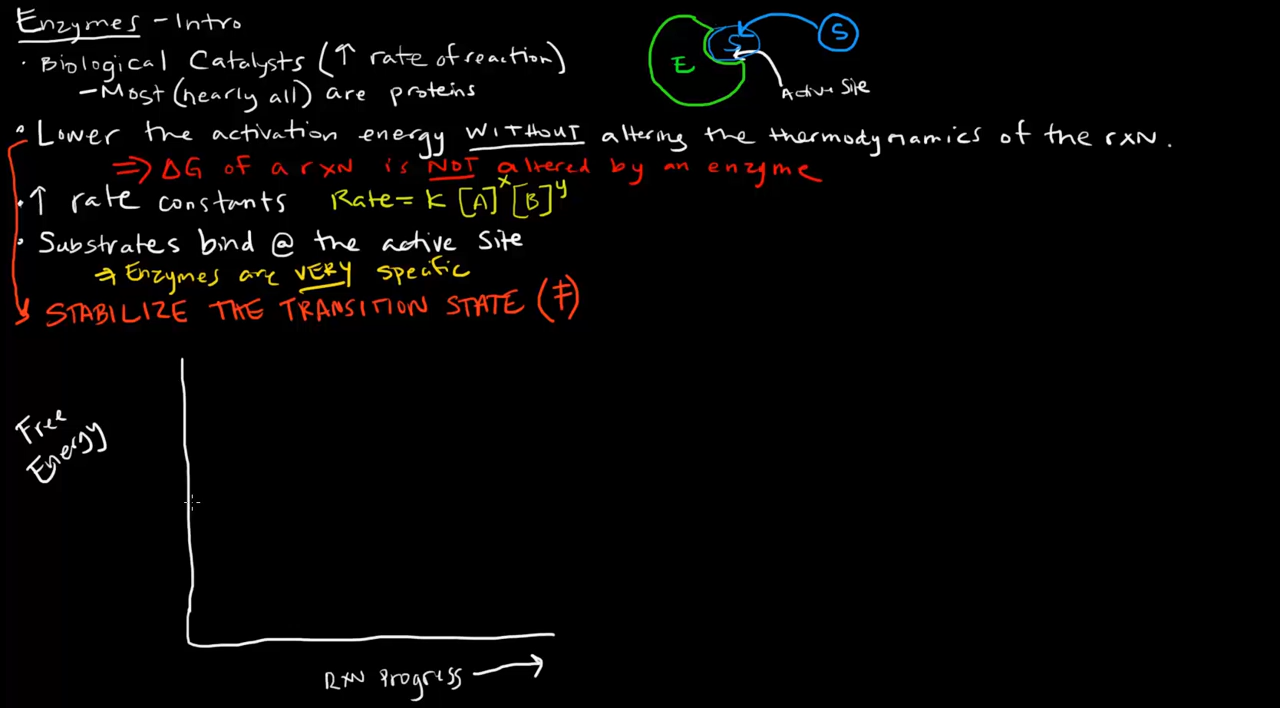 Enzymes - Intro
• Biological Catalysts (↑ rate of reaction)
- Most (nearly all) are proteins
• Lower the activation energy WITHOUT altering the thermodynamics of the rxn.
⇒ ΔG of a rxn is NOT altered by an enzyme
• ↑ rate constants Rate = K [A]^x [B]^y
• Substrates bind @ the active site
⇒ Enzymes are VERY specific
STABILIZE THE TRANSITION STATE (‡)
E
S
S
Active Site
Free
Energy
RXN Progress →